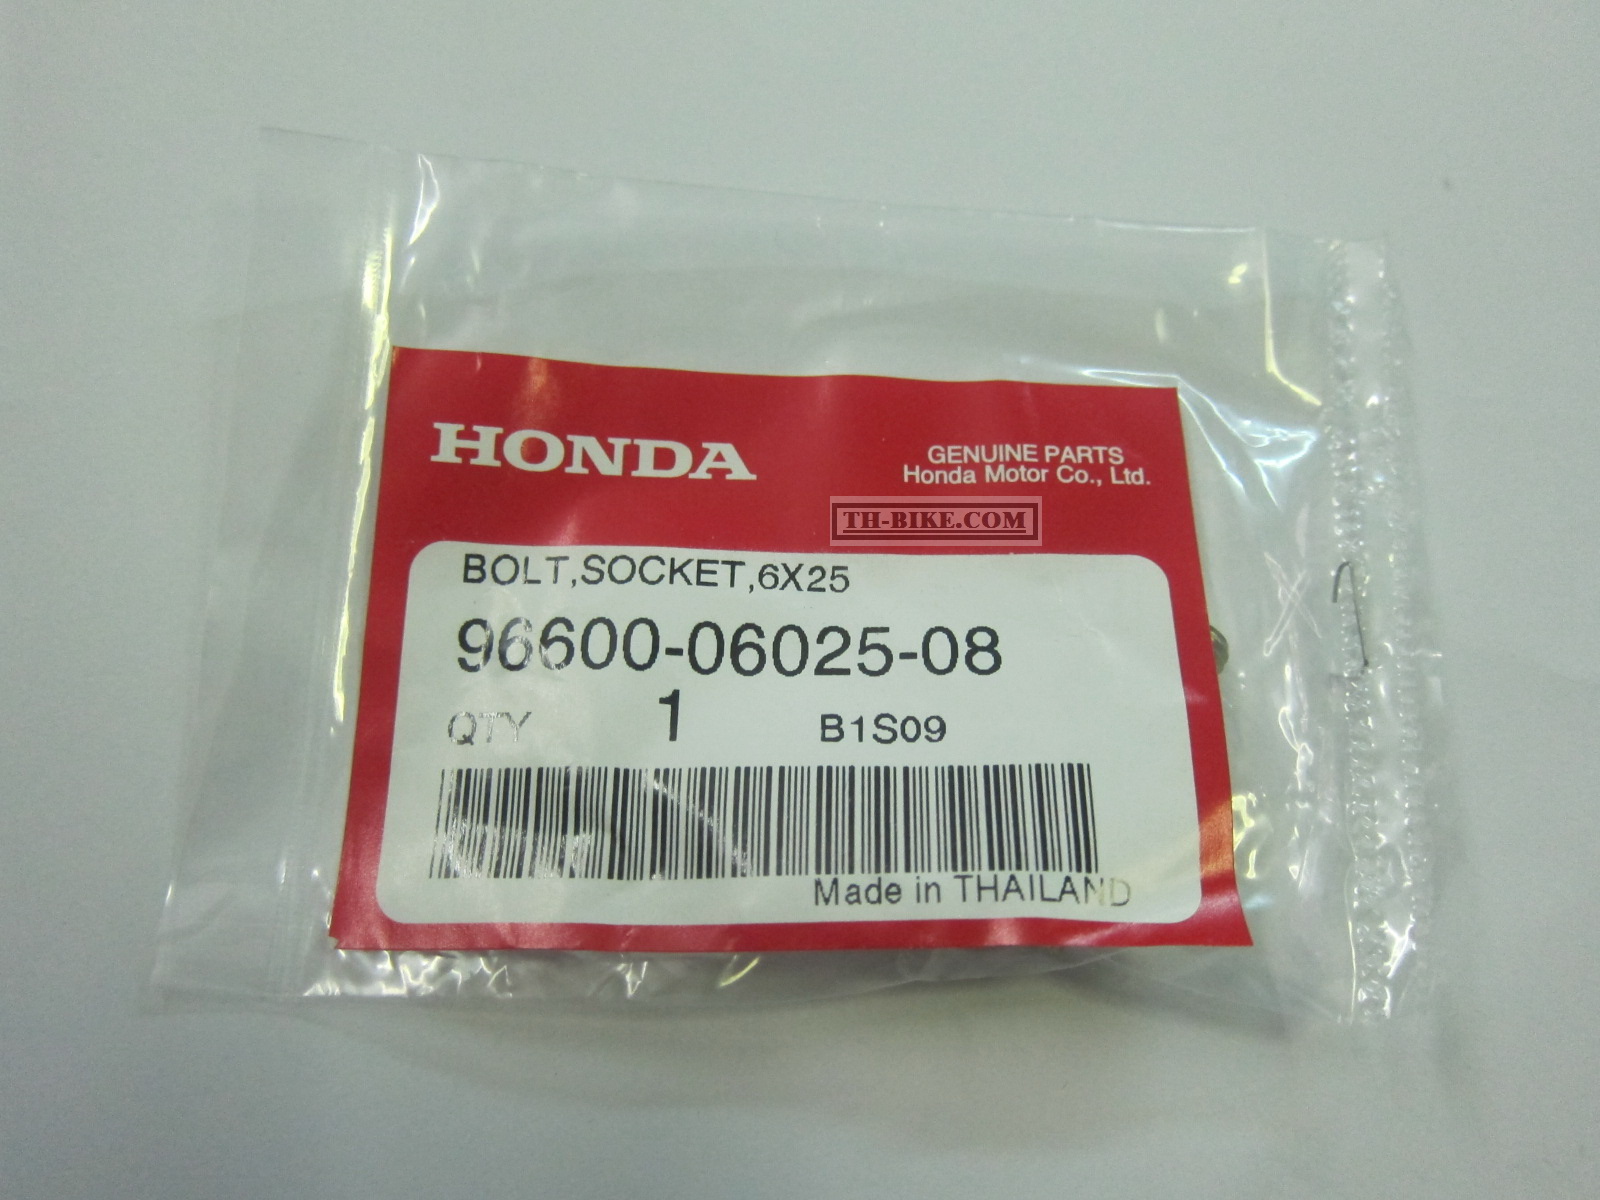 HONDA
GENUINE PARTS
Honda Motor Co., Ltd.
TH-BIKE.COM
BOLT,SOCKET,6X25
96600-06025-08
QTY 1 B1S09
Made in THAILAND